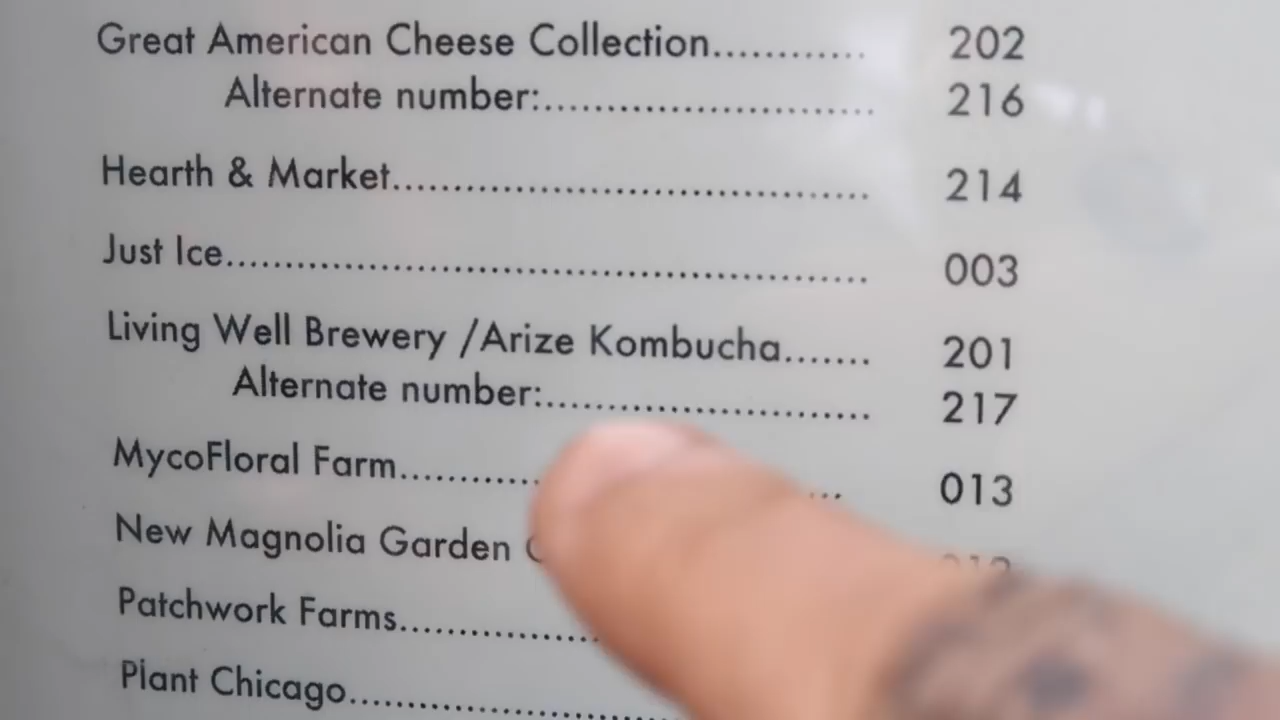 Great American Cheese Collection............ 202
Alternate number:........................... 216
Hearth & Market....................................... 214
Just Ice..................................................... 003
Living Well Brewery /Arize Kombucha....... 201
Alternate number:.......................... 217
MycoFloral Farm............... 013
New Magnolia Garden
Patchwork Farms.................
Plant Chicago...........................